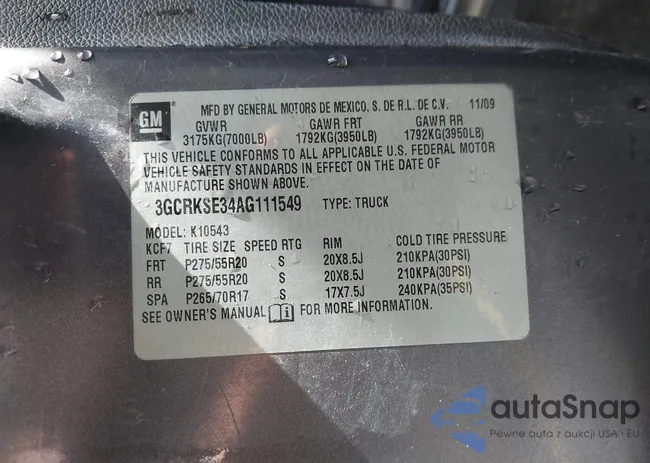 GM
MFD BY GENERAL MOTORS DE MEXICO, S. DE R.L. DE C.V. 11/09
GVWR GAWR FRT GAWR RR
3175KG(7000LB) 1792KG(3950LB) 1792KG(3950LB)
THIS VEHICLE CONFORMS TO ALL APPLICABLE U.S. FEDERAL MOTOR
VEHICLE SAFETY STANDARDS IN EFFECT ON THE DATE OF
MANUFACTURE SHOWN ABOVE.
3GCRKSE34AG111549 TYPE: TRUCK
MODEL: K10543
KCF7 TIRE SIZE SPEED RTG RIM COLD TIRE PRESSURE
FRT P275/55R20 S 20X8.5J 210KPA(30PSI)
RR P275/55R20 S 20X8.5J 210KPA(30PSI)
SPA P265/70R17 S 17X7.5J 240KPA(35PSI)
SEE OWNER'S MANUAL FOR MORE INFORMATION.
autaSnap
Pewne auta z aukcji USA • EU